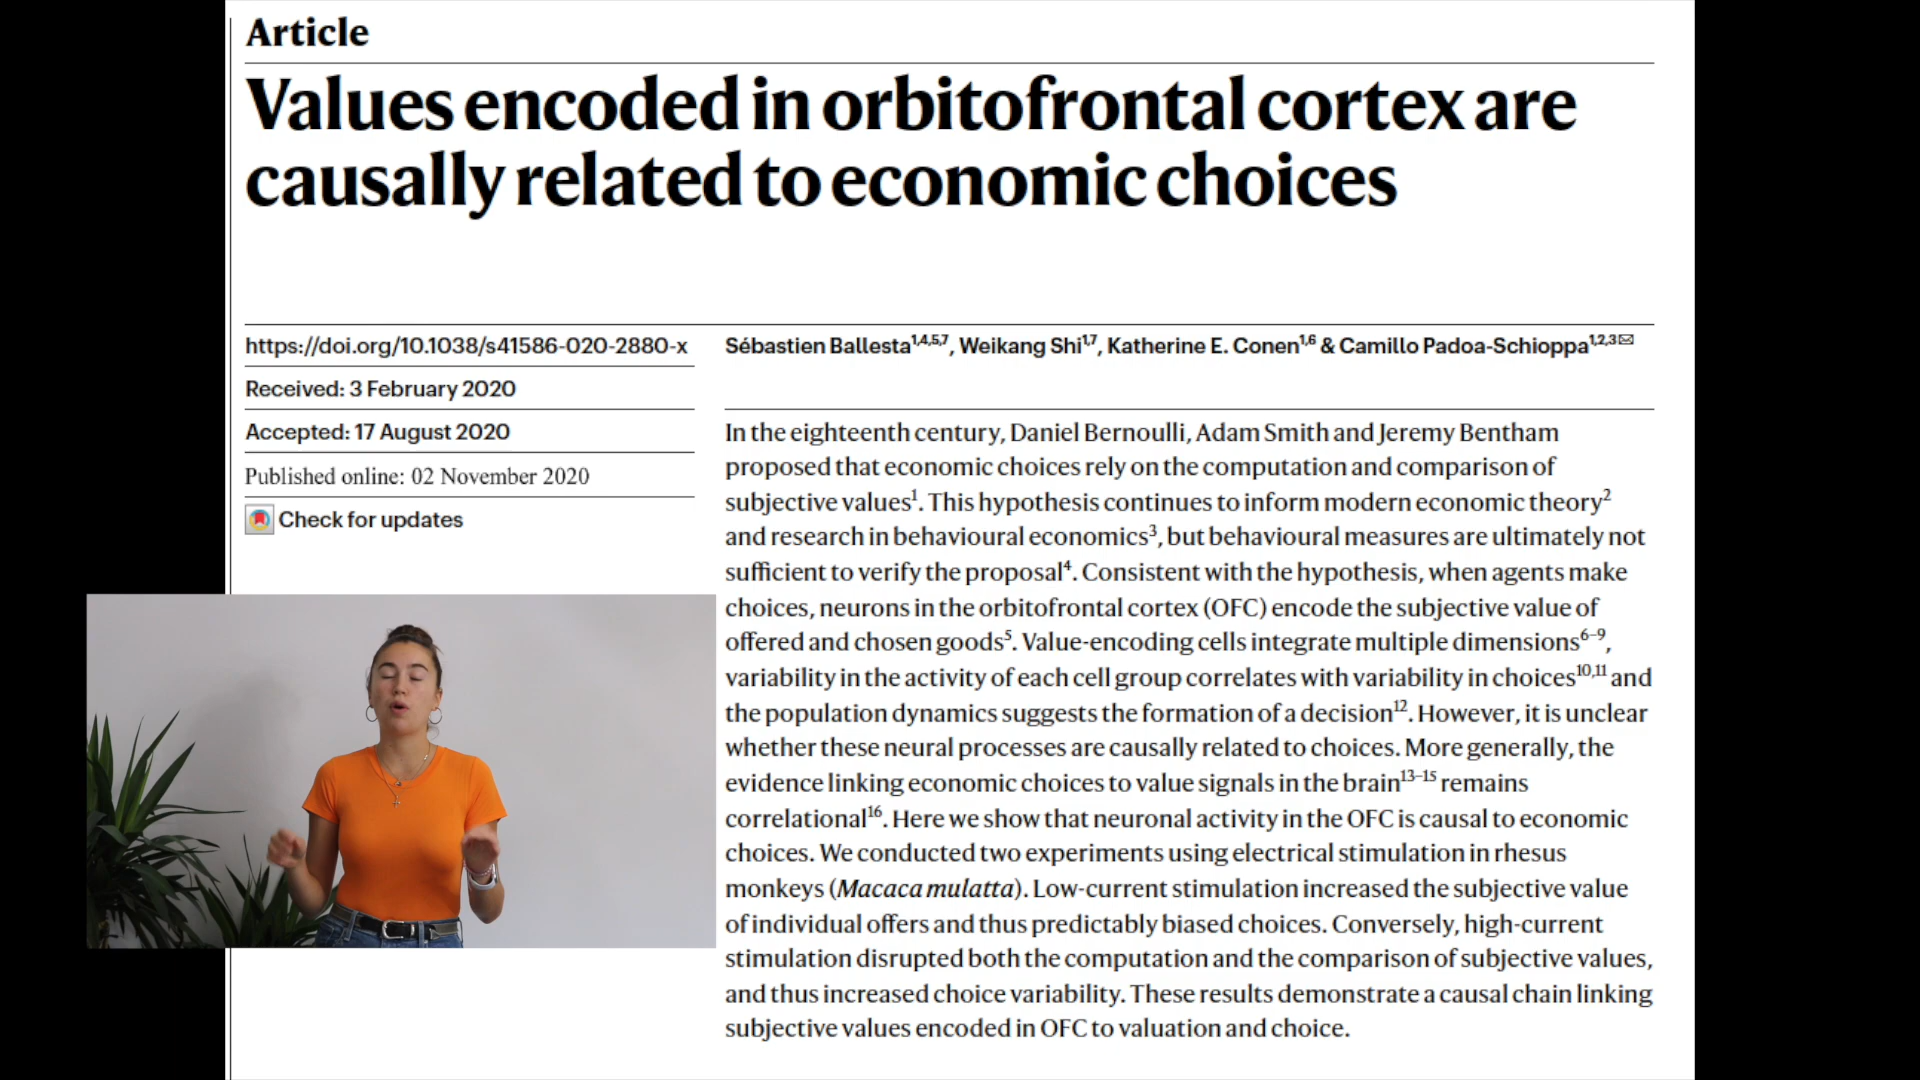 Article
Values encoded in orbitofrontal cortex are
causally related to economic choices
https://doi.org/10.1038/s41586-020-2880-x
Received: 3 February 2020
Accepted: 17 August 2020
Published online: 02 November 2020
Check for updates
Sébastien Ballesta1,4,5,7, Weikang Shi1,7, Katherine E. Conen1,6 & Camillo Padoa-Schioppa1,2,3✉
In the eighteenth century, Daniel Bernoulli, Adam Smith and Jeremy Bentham
proposed that economic choices rely on the computation and comparison of
subjective values1. This hypothesis continues to inform modern economic theory2
and research in behavioural economics3, but behavioural measures are ultimately not
sufficient to verify the proposal4. Consistent with the hypothesis, when agents make
choices, neurons in the orbitofrontal cortex (OFC) encode the subjective value of
offered and chosen goods5. Value-encoding cells integrate multiple dimensions6–9,
variability in the activity of each cell group correlates with variability in choices10,11 and
the population dynamics suggests the formation of a decision12. However, it is unclear
whether these neural processes are causally related to choices. More generally, the
evidence linking economic choices to value signals in the brain13–15 remains
correlational16. Here we show that neuronal activity in the OFC is causal to economic
choices. We conducted two experiments using electrical stimulation in rhesus
monkeys (Macaca mulatta). Low-current stimulation increased the subjective value
of individual offers and thus predictably biased choices. Conversely, high-current
stimulation disrupted both the computation and the comparison of subjective values,
and thus increased choice variability. These results demonstrate a causal chain linking
subjective values encoded in OFC to valuation and choice.